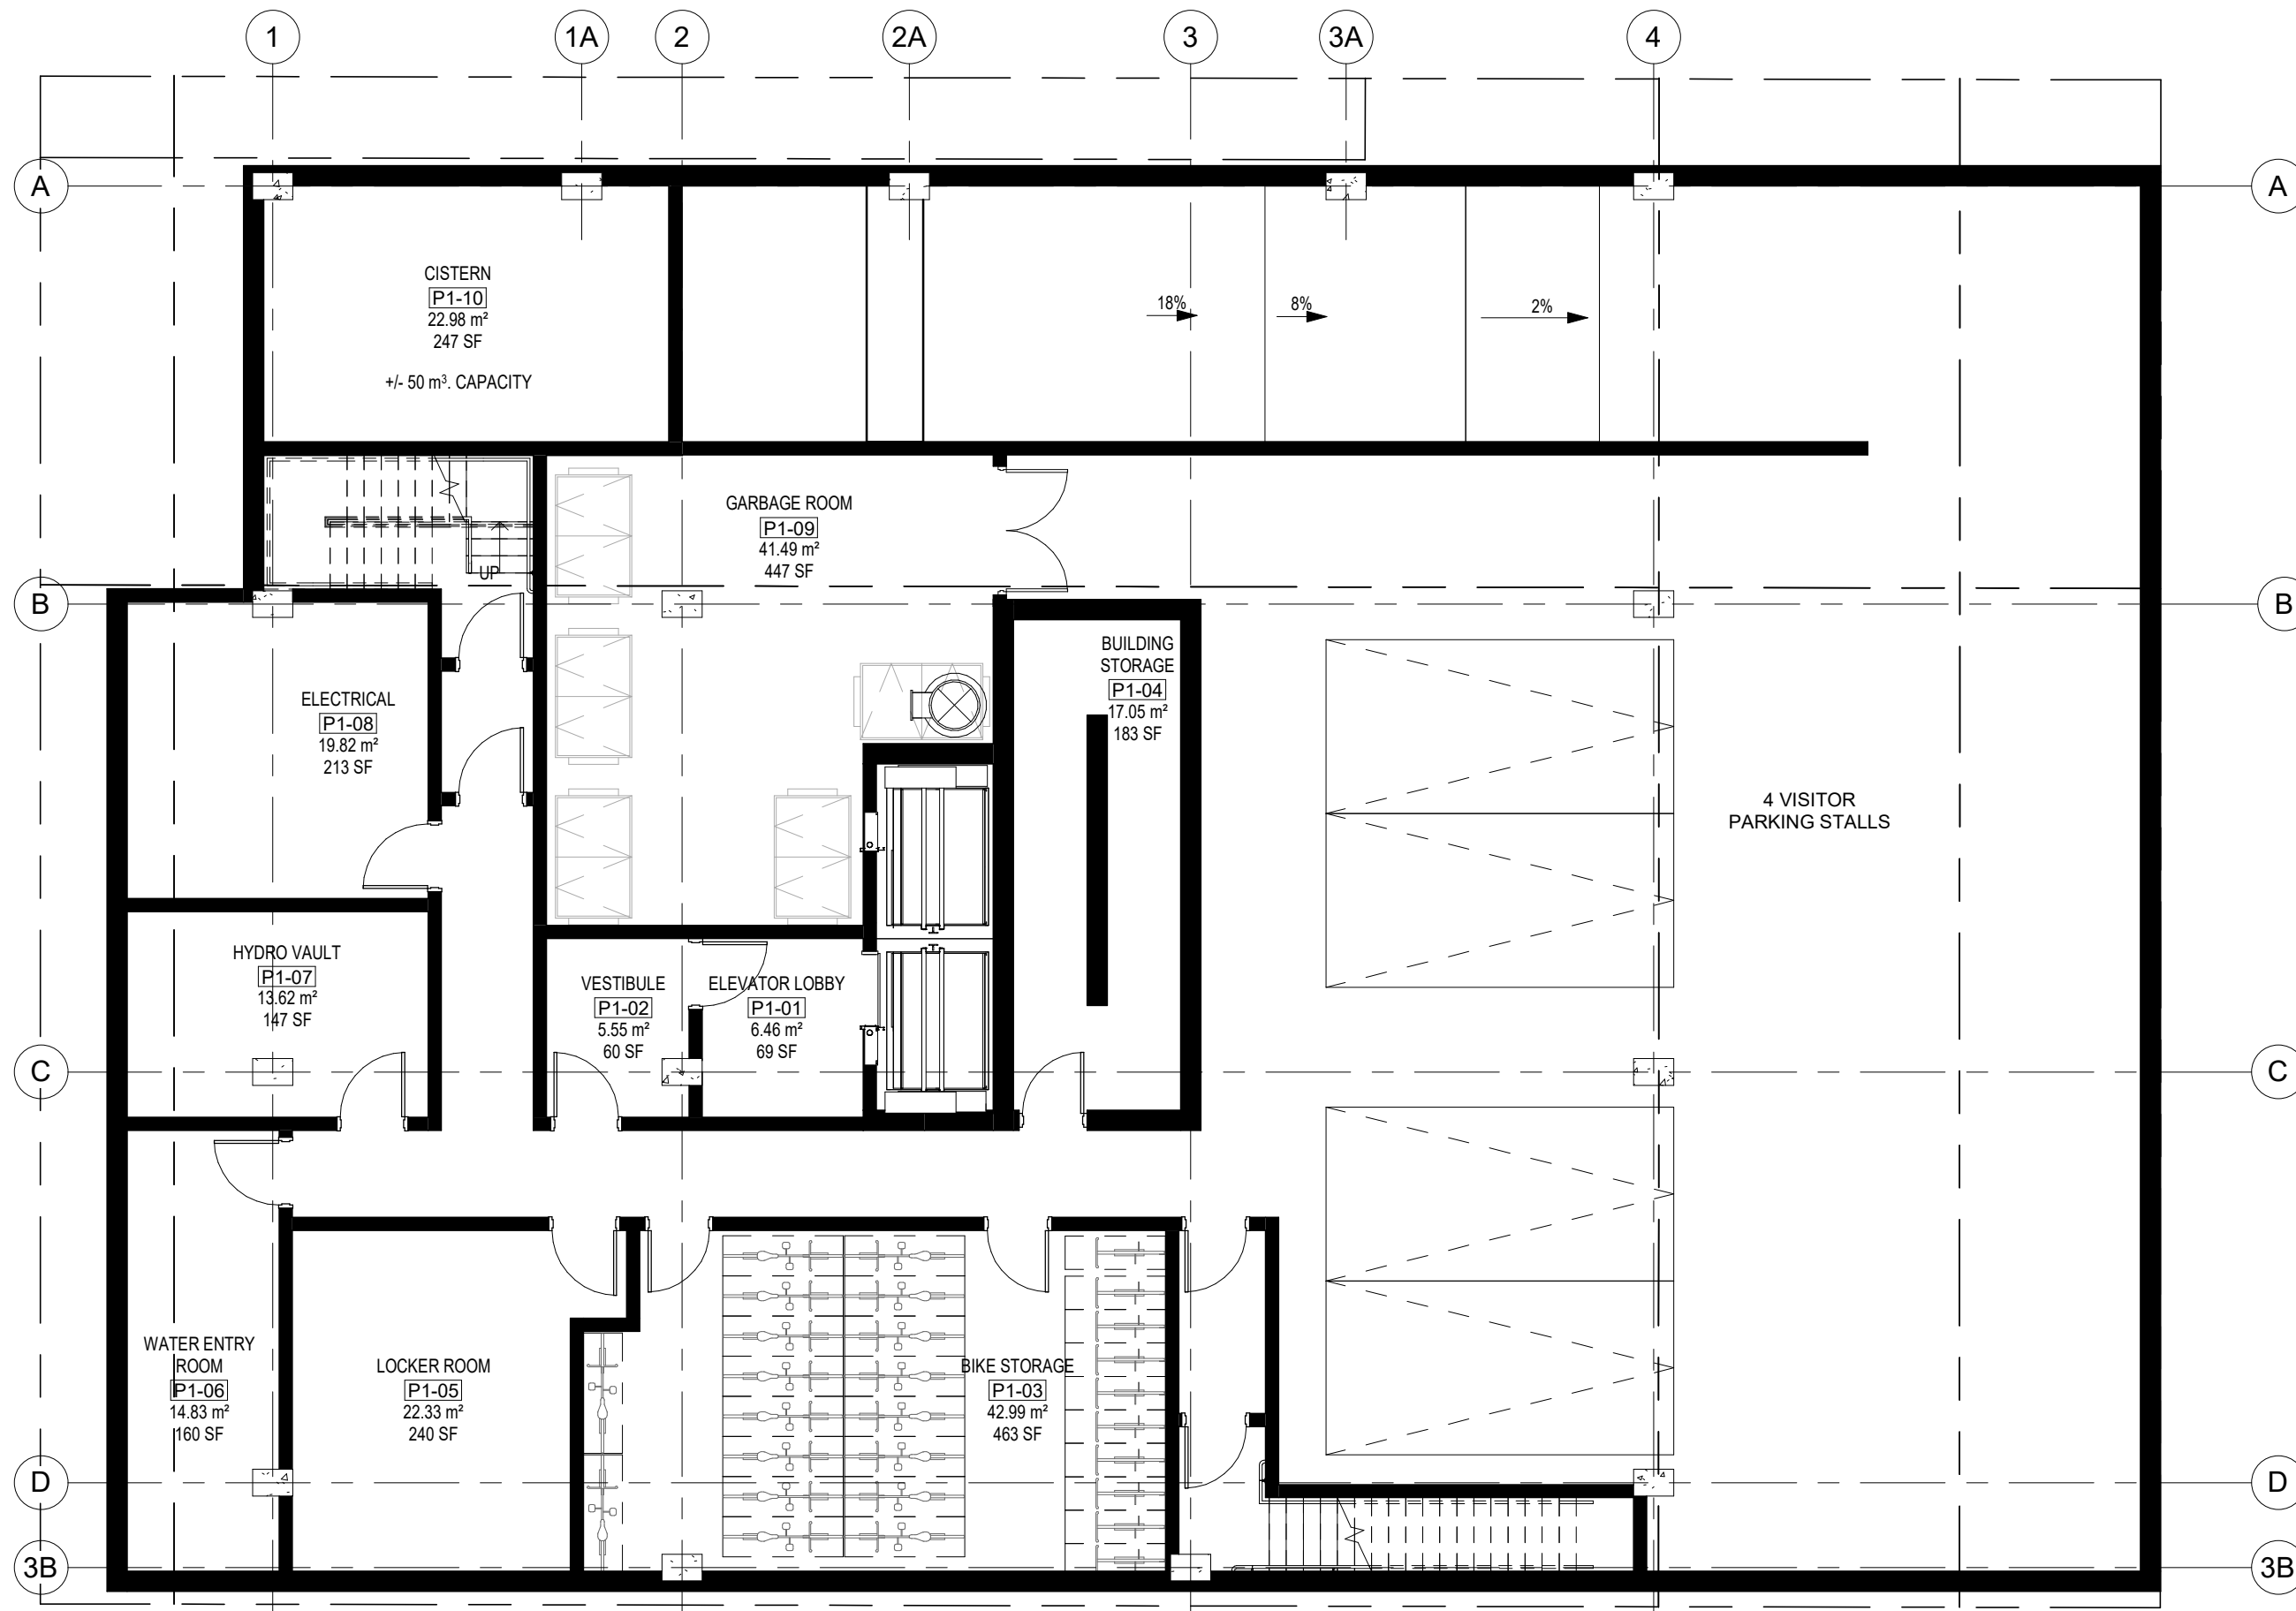 1
1A
2
2A
3
3A
4
A
A
CISTERN
P1-10
22.98 m²
247 SF
+/- 50 m³. CAPACITY
18%
8%
2%
GARBAGE ROOM
P1-09
41.49 m²
447 SF
UP
B
B
BUILDING
STORAGE
P1-04
17.05 m²
183 SF
ELECTRICAL
P1-08
19.82 m²
213 SF
4 VISITOR
PARKING STALLS
HYDRO VAULT
P1-07
13.62 m²
147 SF
VESTIBULE
P1-02
5.55 m²
60 SF
ELEVATOR LOBBY
P1-01
6.46 m²
69 SF
C
C
WATER ENTRY
ROOM
P1-06
14.83 m²
160 SF
LOCKER ROOM
P1-05
22.33 m²
240 SF
BIKE STORAGE
P1-03
42.99 m²
463 SF
D
D
3B
3B